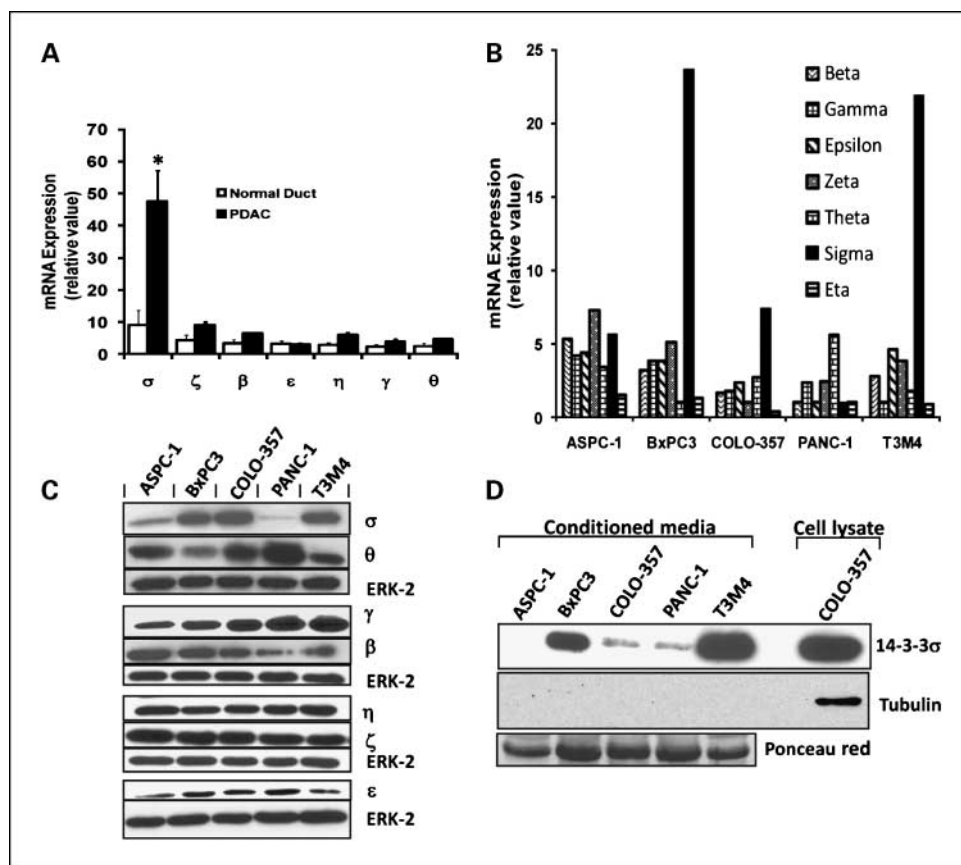 A
mRNA Expression
(relative value)
70
60
50
40
30
20
10
0
*
Normal Duct
PDAC
σ ζ β ε η γ θ
B
mRNA Expression
(relative value)
25
20
15
10
5
0
Beta
Gamma
Epsilon
Zeta
Theta
Sigma
Eta
ASPC-1 BxPC3 COLO-357 PANC-1 T3M4
C
ASPC-1 BxPC3 COLO-357 PANC-1 T3M4
σ
θ
ERK-2
γ
β
ERK-2
η
ζ
ERK-2
ε
ERK-2
D
Conditioned media Cell lysate
ASPC-1 BxPC3 COLO-357 PANC-1 T3M4 COLO-357
14-3-3σ
Tubulin
Ponceau red